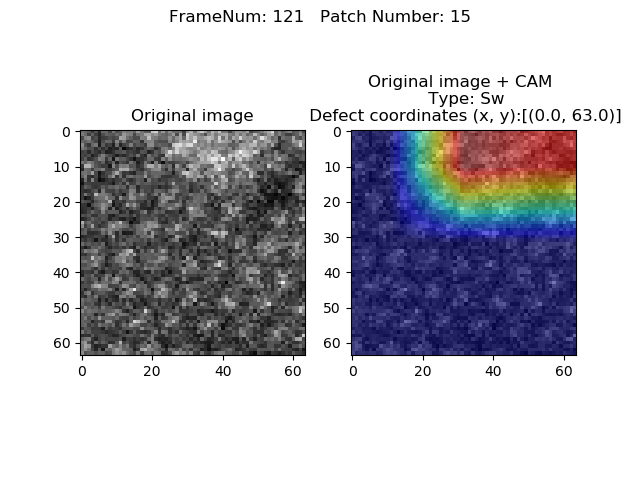 FrameNum: 121   Patch Number: 15
Original image
Original image + CAM
Type: Sw
Defect coordinates (x, y):[(0.0, 63.0)]
0
10
20
30
40
50
60
0 20 40 60
0
10
20
30
40
50
60
0 20 40 60